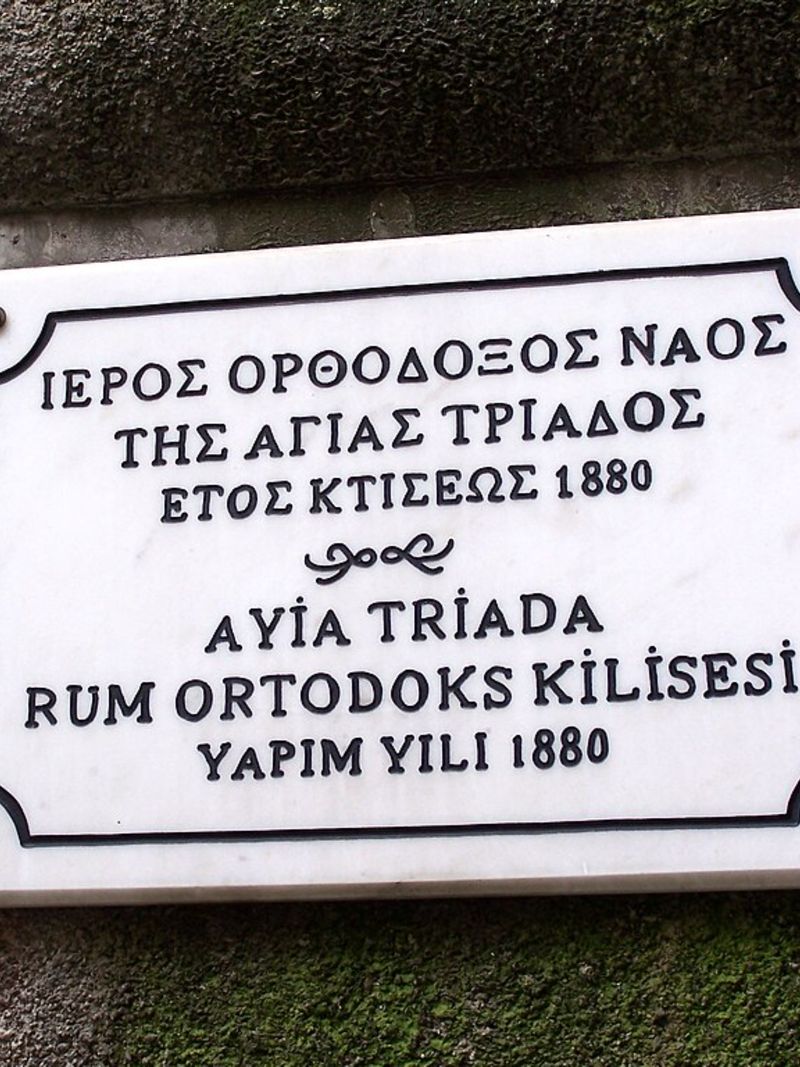 ΙΕΡΟΣ ΟΡΘΟΔΟΞΟΣ ΝΑΟΣ
ΤΗΣ ΑΓΙΑΣ ΤΡΙΑΔΟΣ
ΕΤΟΣ ΚΤΙΣΕΩΣ 1880
AYİA TRİADA
RUM ORTODOKS KİLİSESİ
YAPIM YILI 1880